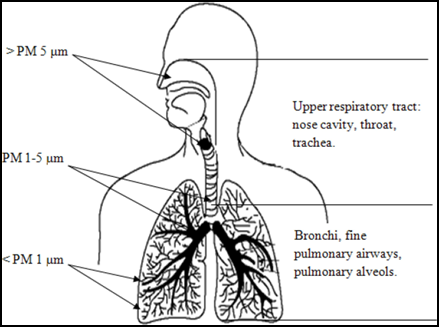 > PM 5 µm
Upper respiratory tract:
nose cavity, throat,
trachea.
PM 1-5 µm
Bronchi, fine
pulmonary airways,
pulmonary alveols.
< PM 1 µm